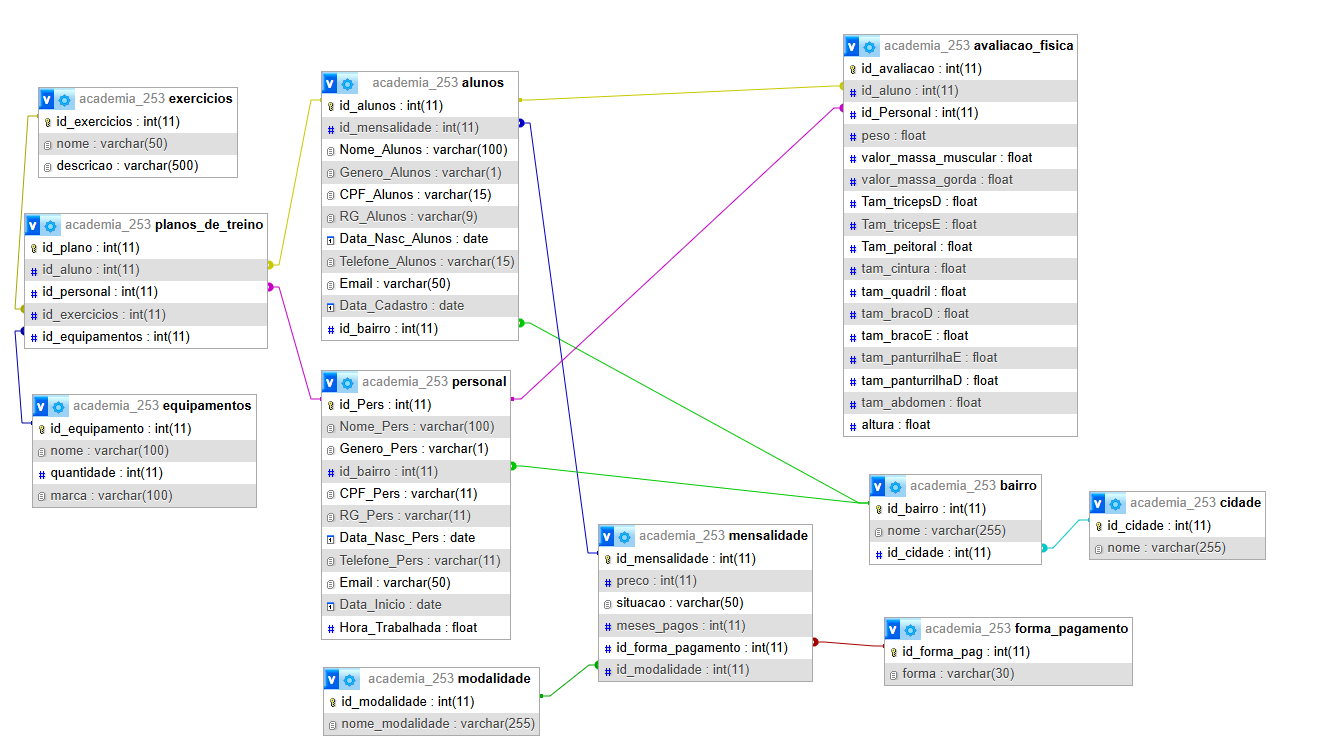 academia_253 exercicios
id_exercicios : int(11)
nome : varchar(50)
descricao : varchar(500)
academia_253 planos_de_treino
id_plano : int(11)
id_aluno : int(11)
id_personal : int(11)
id_exercicios : int(11)
id_equipamentos : int(11)
academia_253 equipamentos
id_equipamento : int(11)
nome : varchar(100)
quantidade : int(11)
marca : varchar(100)
academia_253 alunos
id_alunos : int(11)
id_mensalidade : int(11)
Nome_Alunos : varchar(100)
Genero_Alunos : varchar(1)
CPF_Alunos : varchar(15)
RG_Alunos : varchar(9)
Data_Nasc_Alunos : date
Telefone_Alunos : varchar(15)
Email : varchar(50)
Data_Cadastro : date
id_bairro : int(11)
academia_253 personal
id_Pers : int(11)
Nome_Pers : varchar(100)
Genero_Pers : varchar(1)
id_bairro : int(11)
CPF_Pers : varchar(11)
RG_Pers : varchar(11)
Data_Nasc_Pers : date
Telefone_Pers : varchar(11)
Email : varchar(50)
Data_Inicio : date
Hora_Trabalhada : float
academia_253 modalidade
id_modalidade : int(11)
nome_modalidade : varchar(255)
academia_253 mensalidade
id_mensalidade : int(11)
preco : int(11)
situacao : varchar(50)
meses_pagos : int(11)
id_forma_pagamento : int(11)
id_modalidade : int(11)
academia_253 avaliacao_fisica
id_avaliacao : int(11)
id_aluno : int(11)
id_Personal : int(11)
peso : float
valor_massa_muscular : float
valor_massa_gorda : float
Tam_tricepsD : float
Tam_tricepsE : float
Tam_peitoral : float
tam_cintura : float
tam_quadril : float
tam_bracoD : float
tam_bracoE : float
tam_panturrilhaE : float
tam_panturrilhaD : float
tam_abdomen : float
altura : float
academia_253 bairro
id_bairro : int(11)
nome : varchar(255)
id_cidade : int(11)
academia_253 cidade
id_cidade : int(11)
nome : varchar(255)
academia_253 forma_pagamento
id_forma_pag : int(11)
forma : varchar(30)